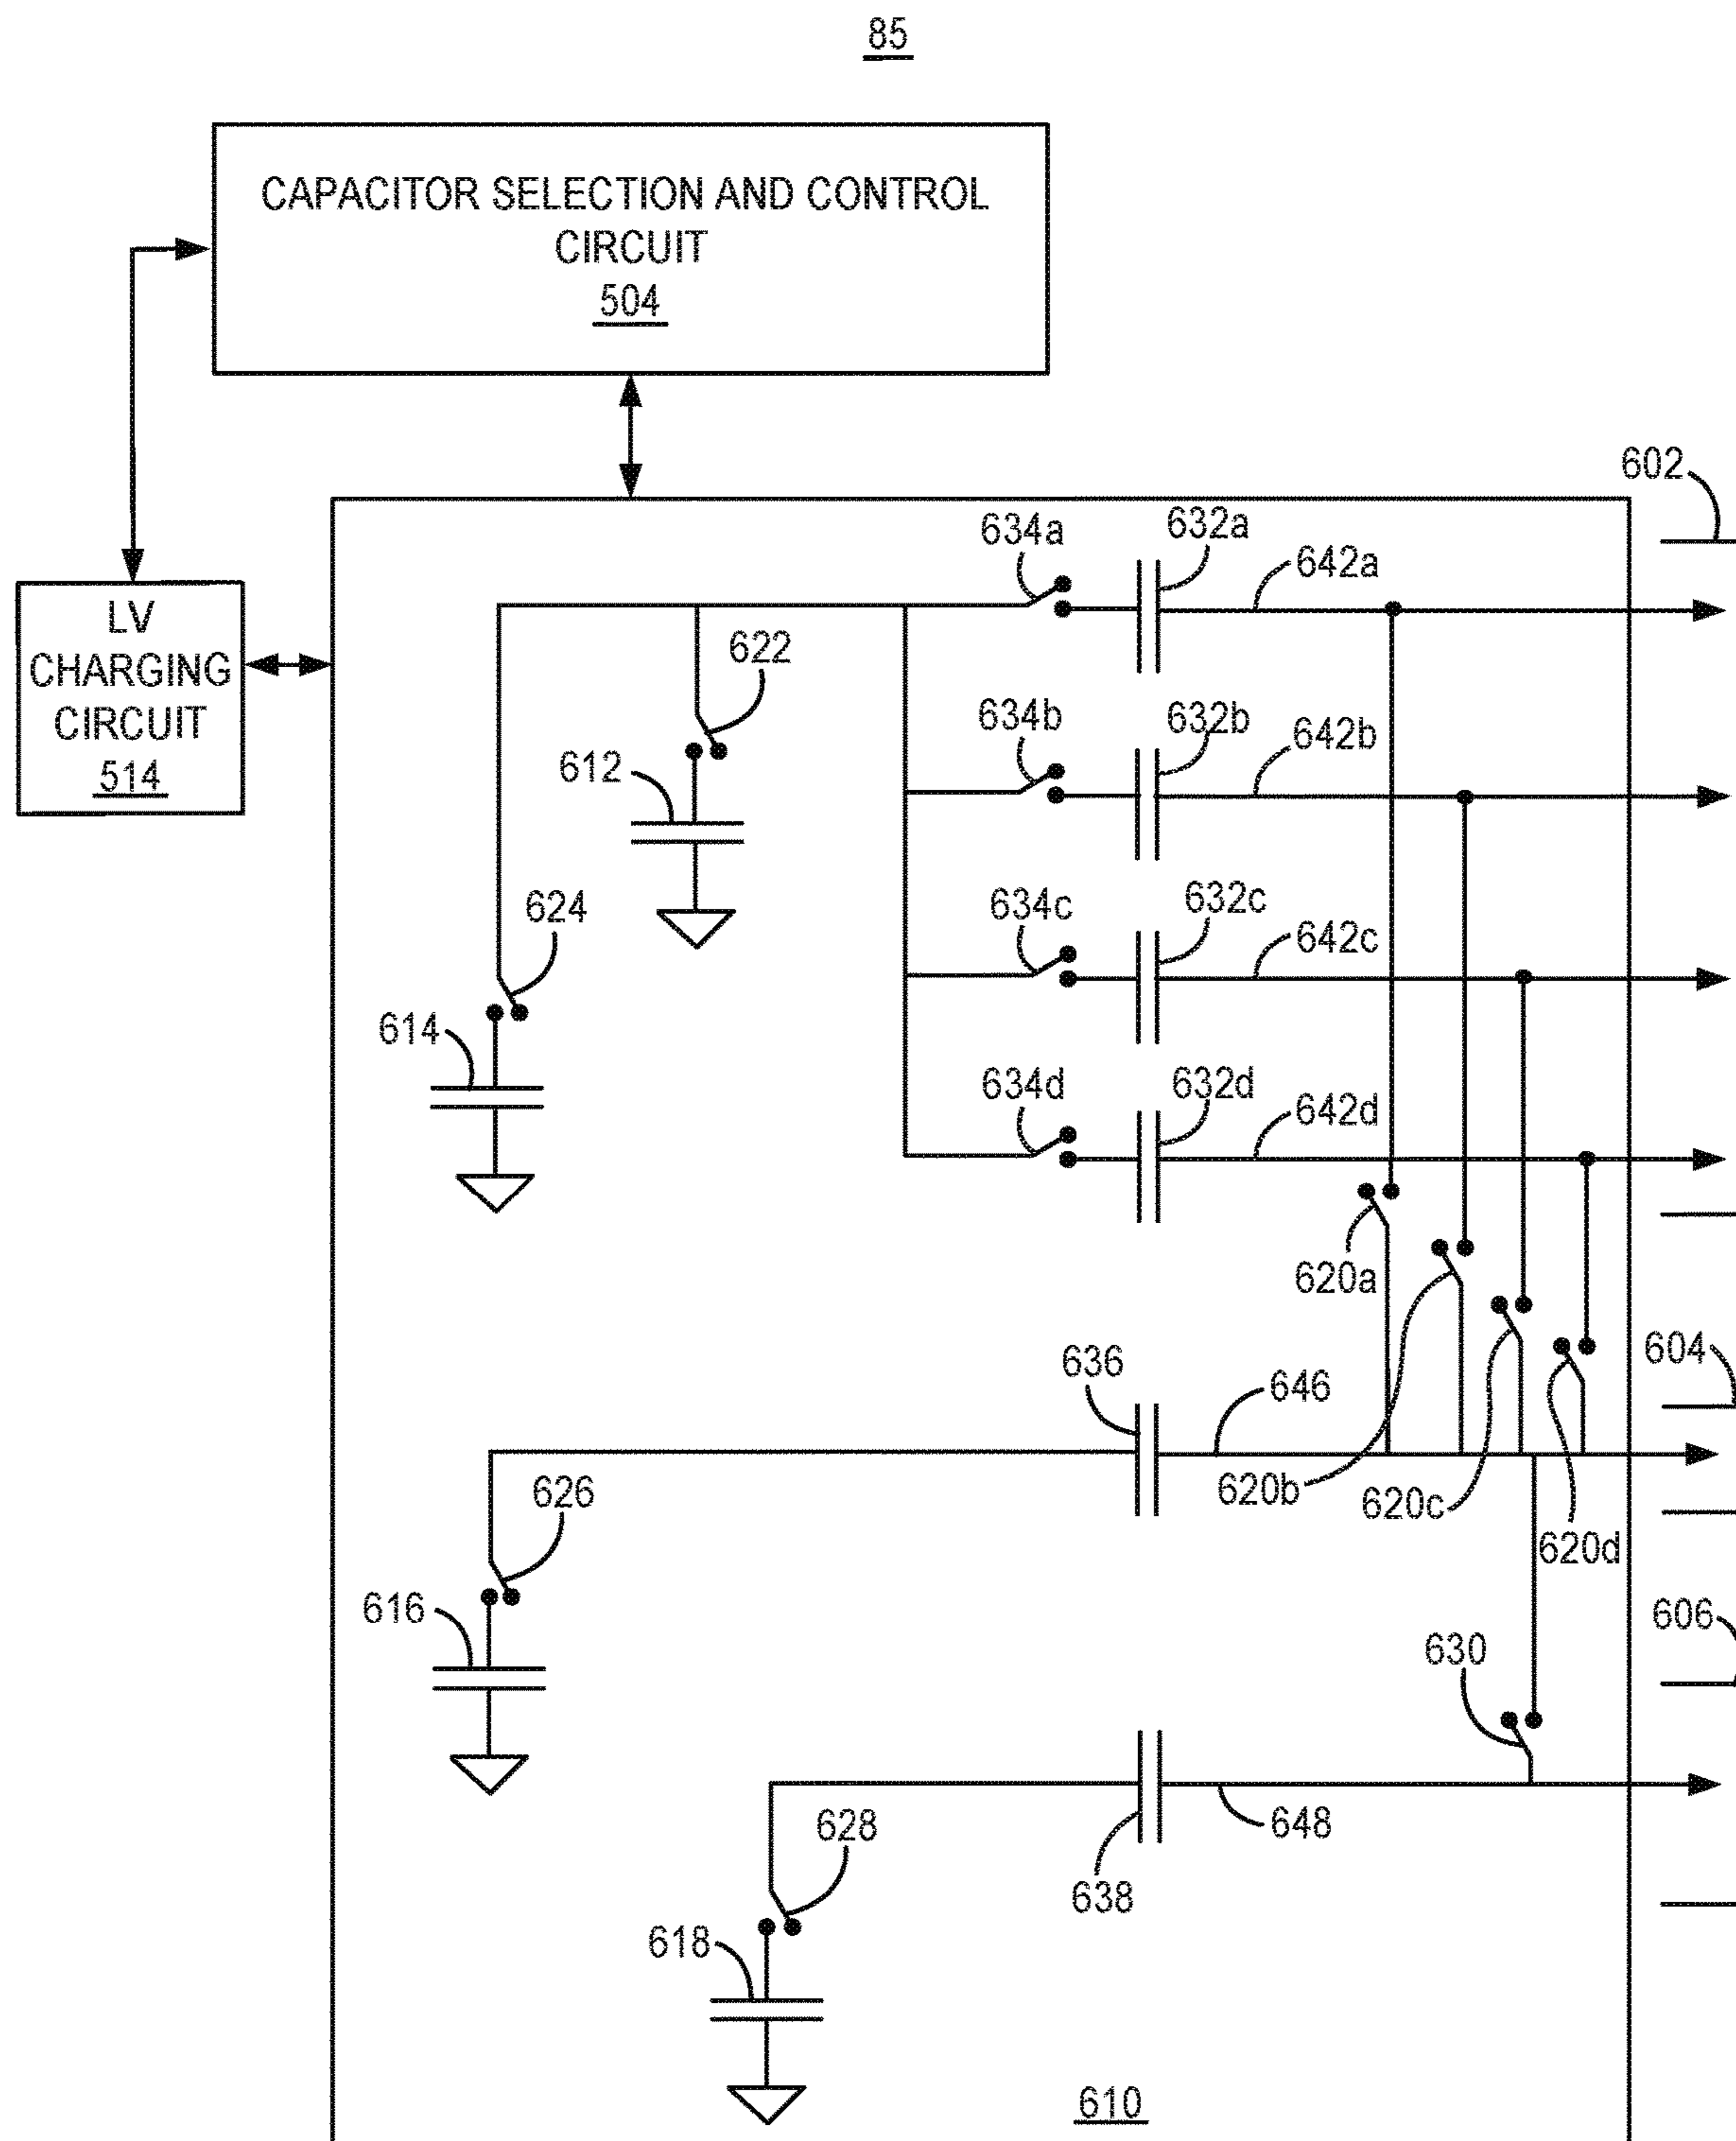 85
CAPACITOR SELECTION AND CONTROL
CIRCUIT
504
602
634a
632a
642a
LV
CHARGING
CIRCUIT
514
622
634b
632b
642b
612
624
634c
632c
642c
614
634d
632d
642d
620a
636
646
604
626
620b
620c
620d
616
630
606
628
638
648
618
610